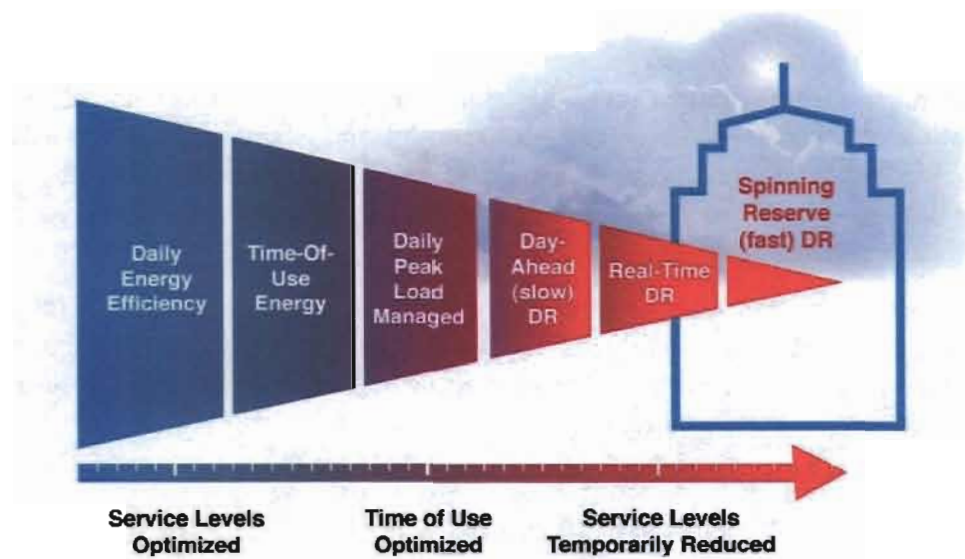 Daily
Energy
Efficiency
Time-Of-
Use
Energy
Daily
Peak
Load
Managed
Day-
Ahead
(slow)
DR
Real-Time
DR
Spinning
Reserve
(fast) DR
Service Levels
Optimized
Time of Use
Optimized
Service Levels
Temporarily Reduced